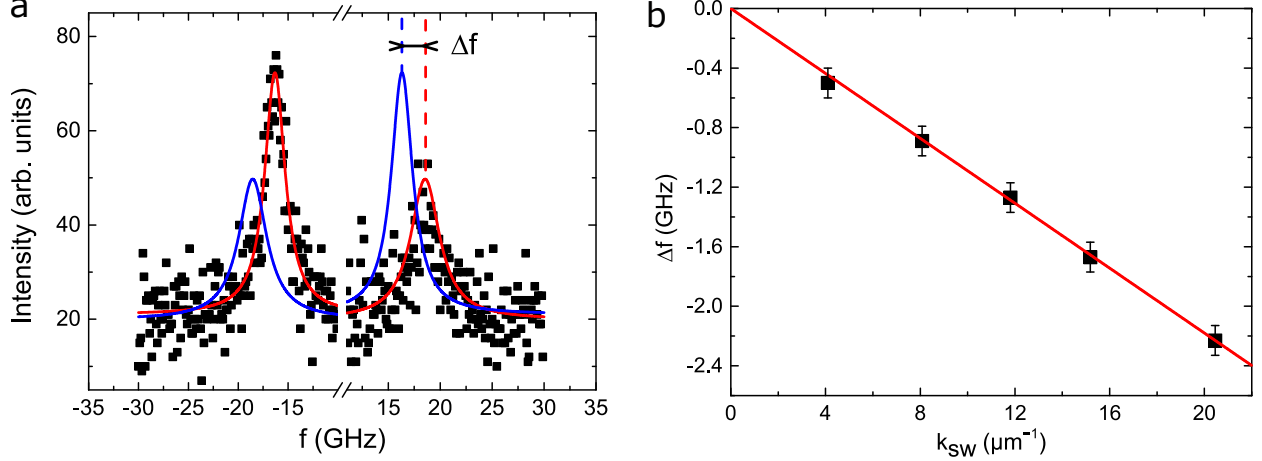 a
80
60
40
20
Intensity (arb. units)
Δf
-35 -30 -25 -20 -15 15 20 25 30 35
f (GHz)
b
0.0
-0.4
-0.8
-1.2
-1.6
-2.0
-2.4
Δf (GHz)
0 4 8 12 16 20
kSW (μm⁻¹)